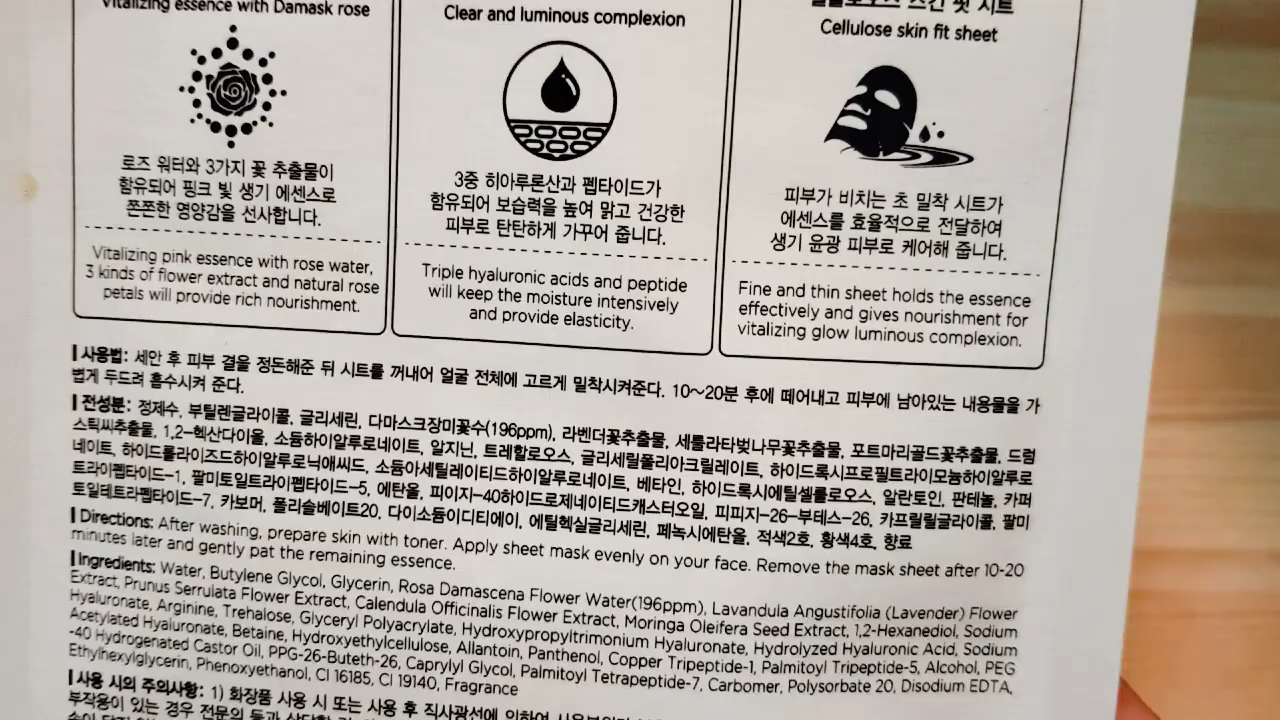 Vitalizing essence with Damask rose
로즈 워터와 3가지 꽃 추출물이
함유되어 핑크 빛 생기 에센스로
쫀쫀한 영양감을 선사합니다.
Vitalizing pink essence with rose water,
3 kinds of flower extract and natural rose
petals will provide rich nourishment.
Clear and luminous complexion
3중 히아루론산과 펩타이드가
함유되어 보습력을 높여 맑고 건강한
피부로 탄탄하게 가꾸어 줍니다.
Triple hyaluronic acids and peptide
will keep the moisture intensively
and provide elasticity.
셀룰로오스 스킨 핏 시트
Cellulose skin fit sheet
피부가 비치는 초 밀착 시트가
에센스를 효율적으로 전달하여
생기 윤광 피부로 케어해 줍니다.
Fine and thin sheet holds the essence
effectively and gives nourishment for
vitalizing glow luminous complexion.
사용법: 세안 후 피부 결을 정돈해준 뒤 시트를 꺼내어 얼굴 전체에 고르게 밀착시켜준다. 10~20분 후에 떼어내고 피부에 남아있는 내용물을 가
볍게 두드려 흡수시켜 준다.
전성분: 정제수, 부틸렌글라이콜, 글리세린, 다마스크장미꽃수(196ppm), 라벤더꽃추출물, 세룰라타벚나무꽃추출물, 포트마리골드꽃추출물, 드럼
스틱씨추출물, 1,2-헥산다이올, 소듐하이알루로네이트, 알지닌, 트레할로오스, 글리세릴폴리아크릴레이트, 하이드록시프로필트라이모늄하이알루로
네이트, 하이드롤라이즈드하이알루로닉애씨드, 소듐아세틸레이티드하이알루로네이트, 베타인, 하이드록시에틸셀룰로오스, 알란토인, 판테놀, 카퍼
트라이펩타이드-1, 팔미토일트라이펩타이드-5, 에탄올, 피이지-40하이드로제네이티드캐스터오일, 피피지-26-부테스-26, 카프릴릴글라이콜, 팔미
토일테트라펩타이드-7, 카보머, 폴리솔베이트20, 다이소듐이디티에이, 에틸헥실글리세린, 페녹시에탄올, 적색2호, 황색4호, 향료
Directions: After washing, prepare skin with toner. Apply sheet mask evenly on your face. Remove the mask sheet after 10-20
minutes later and gently pat the remaining essence.
Ingredients: Water, Butylene Glycol, Glycerin, Rosa Damascena Flower Water(196ppm), Lavandula Angustifolia (Lavender) Flower
Extract, Prunus Serrulata Flower Extract, Calendula Officinalis Flower Extract, Moringa Oleifera Seed Extract, 1,2-Hexanediol, Sodium
Hyaluronate, Arginine, Trehalose, Glyceryl Polyacrylate, Hydroxypropyltrimonium Hyaluronate, Hydrolyzed Hyaluronic Acid, Sodium
Acetylated Hyaluronate, Betaine, Hydroxyethylcellulose, Allantoin, Panthenol, Copper Tripeptide-1, Palmitoyl Tripeptide-5, Alcohol, PEG
-40 Hydrogenated Castor Oil, PPG-26-Buteth-26, Caprylyl Glycol, Palmitoyl Tetrapeptide-7, Carbomer, Polysorbate 20, Disodium EDTA,
Ethylhexylglycerin, Phenoxyethanol, CI 16185, CI 19140, Fragrance
사용 시의 주의사항: 1) 화장품 사용 시 또는 사용 후 직사광선에 의하여 사용부위가
부작용이 있는 경우 전문의 등과 상담할